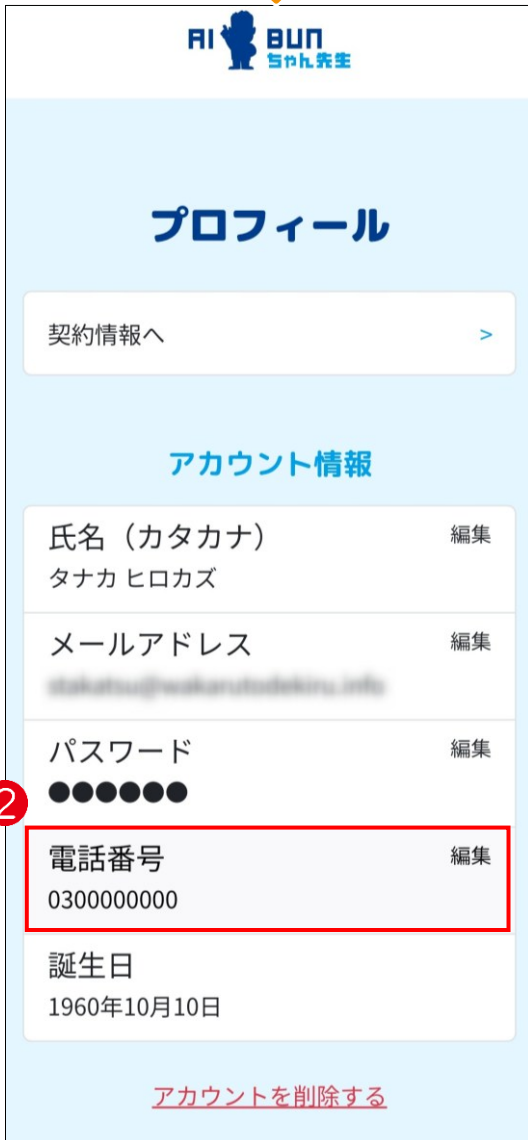 AI BUN
ちゃん先生
プロフィール
契約情報へ >
アカウント情報
氏名（カタカナ） 編集
タナカ ヒロカズ
メールアドレス 編集
パスワード 編集
●●●●●●
2
電話番号 編集
0300000000
誕生日
1960年10月10日
アカウントを削除する